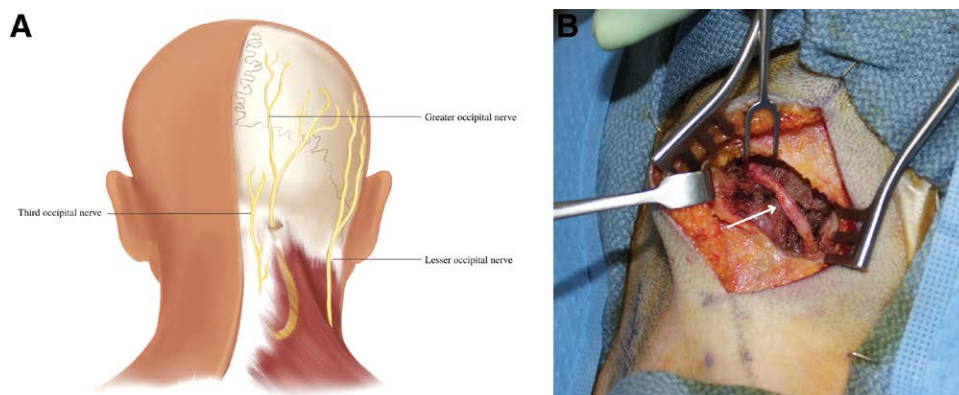 A
B
Greater occipital nerve
Third occipital nerve
Lesser occipital nerve